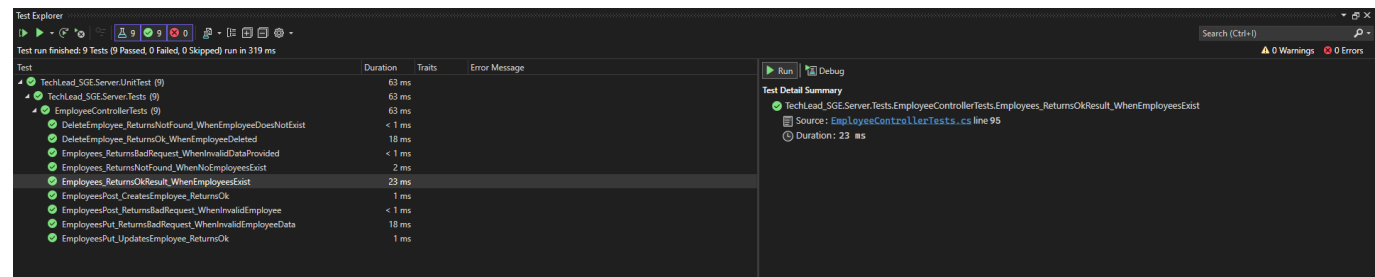 Test Explorer
9 9 0
Search (Ctrl+I)
Test run finished: 9 Tests (9 Passed, 0 Failed, 0 Skipped) run in 319 ms
0 Warnings 0 Errors
Test Duration Traits Error Message
TechLead_SGE.Server.UnitTest (9) 63 ms
TechLead_SGE.Server.Tests (9) 63 ms
EmployeeControllerTests (9) 63 ms
DeleteEmployee_ReturnsNotFound_WhenEmployeeDoesNotExist < 1 ms
DeleteEmployee_ReturnsOk_WhenEmployeeDeleted 18 ms
Employees_ReturnsBadRequest_WhenInvalidDataProvided < 1 ms
Employees_ReturnsNotFound_WhenNoEmployeesExist 2 ms
Employees_ReturnsOkResult_WhenEmployeesExist 23 ms
EmployeesPost_CreatesEmployee_ReturnsOk 1 ms
EmployeesPost_ReturnsBadRequest_WhenInvalidEmployee < 1 ms
EmployeesPut_ReturnsBadRequest_WhenInvalidEmployeeData 18 ms
EmployeesPut_UpdatesEmployee_ReturnsOk 1 ms
Run Debug
Test Detail Summary
TechLead_SGE.Server.Tests.EmployeeControllerTests.Employees_ReturnsOkResult_WhenEmployeesExist
Source: EmployeeControllerTests.cs line 95
Duration: 23 ms